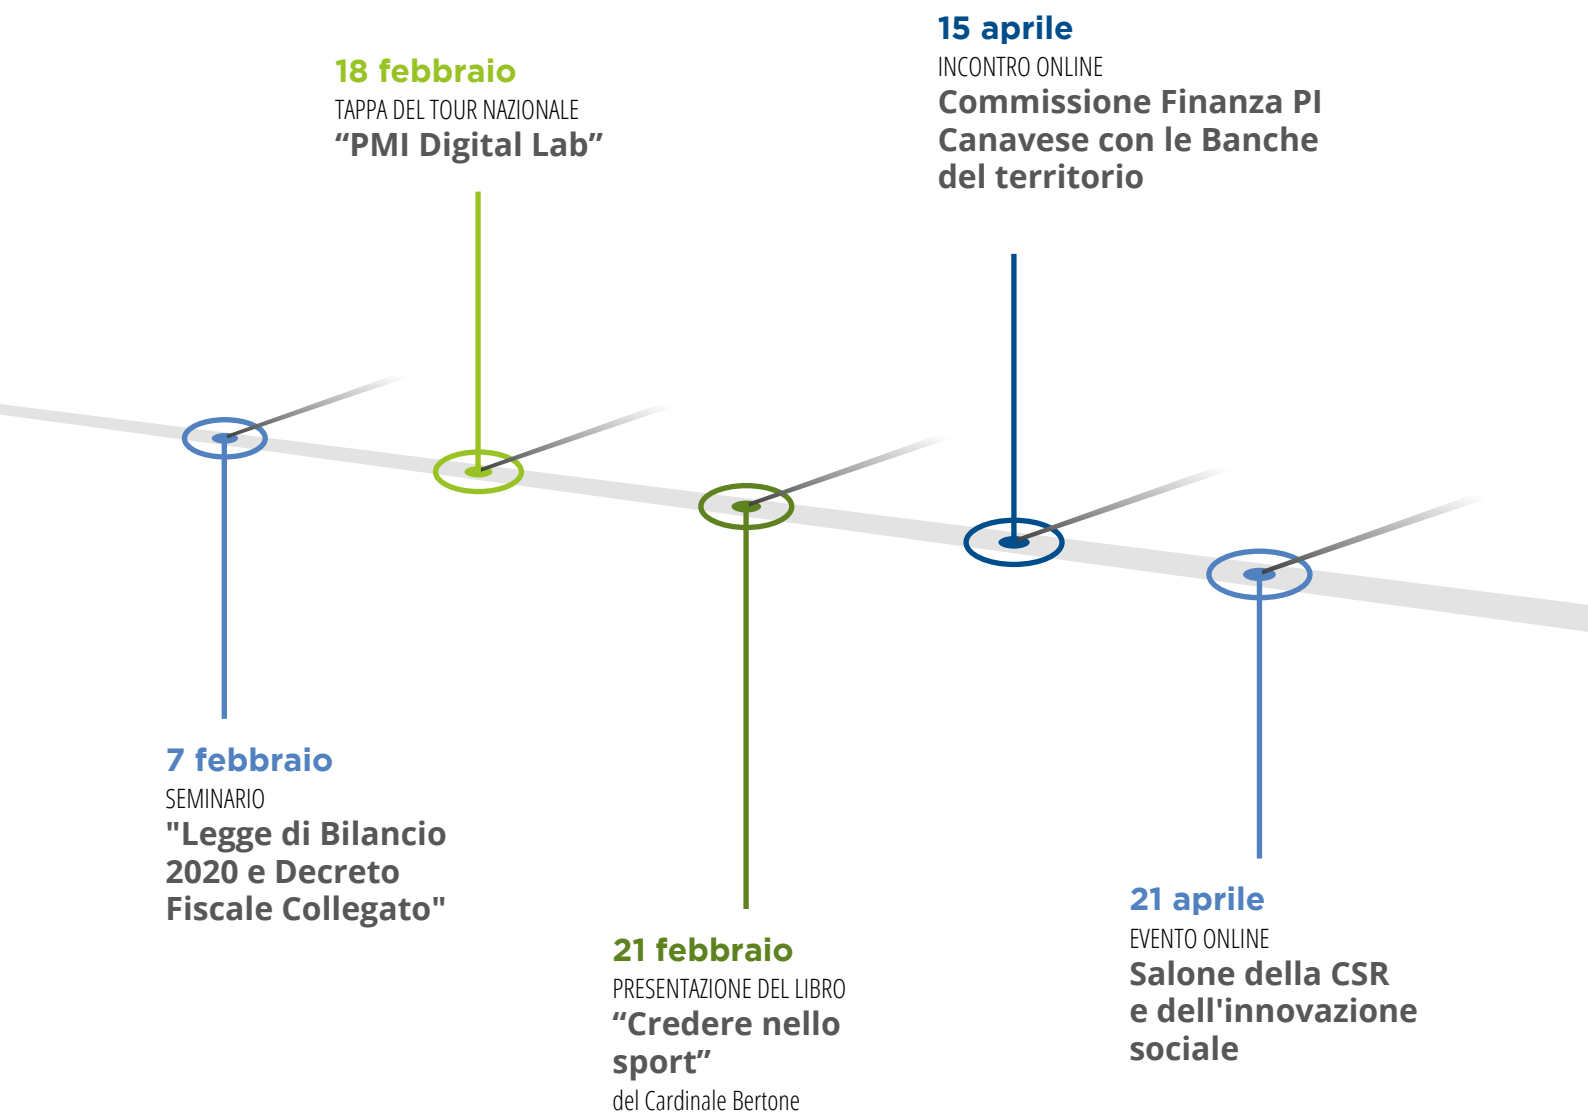 15 aprile
INCONTRO ONLINE
Commissione Finanza PI
Canavese con le Banche
del territorio
18 febbraio
TAPPA DEL TOUR NAZIONALE
“PMI Digital Lab”
7 febbraio
SEMINARIO
"Legge di Bilancio
2020 e Decreto
Fiscale Collegato"
21 febbraio
PRESENTAZIONE DEL LIBRO
“Credere nello
sport”
del Cardinale Bertone
21 aprile
EVENTO ONLINE
Salone della CSR
e dell'innovazione
sociale